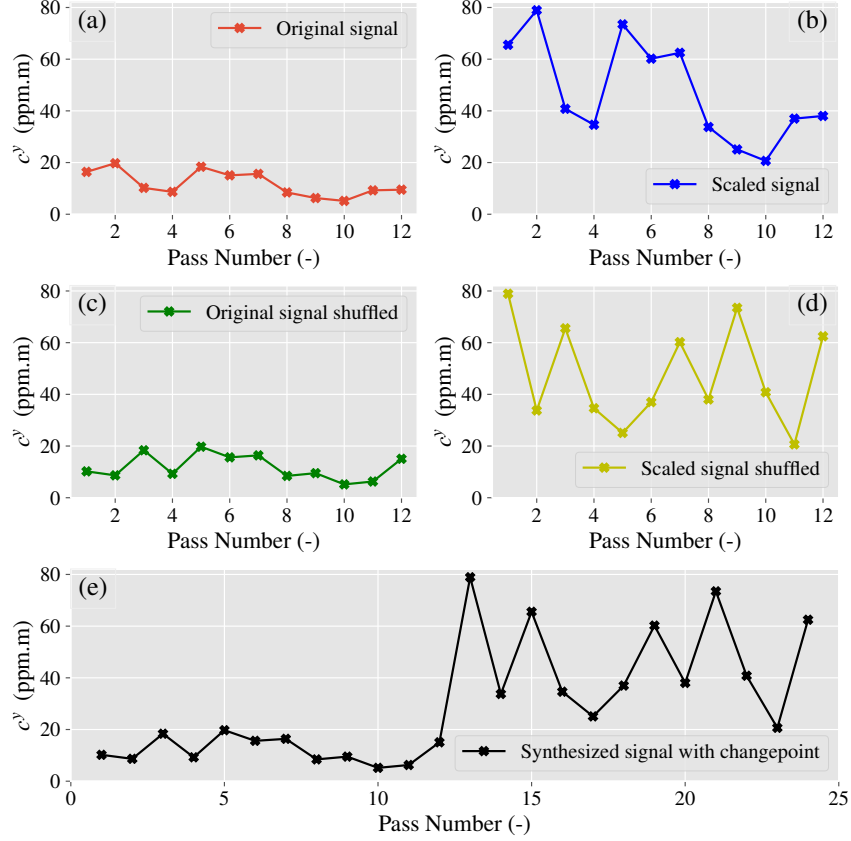 (a)
Original signal
80
60
40
20
0
c^y (ppm.m)
2 4 6 8 10 12
Pass Number (-)
(b)
Scaled signal
80
60
40
20
0
c^y (ppm.m)
2 4 6 8 10 12
Pass Number (-)
(c)
Original signal shuffled
80
60
40
20
0
c^y (ppm.m)
2 4 6 8 10 12
Pass Number (-)
(d)
Scaled signal shuffled
80
60
40
20
0
c^y (ppm.m)
2 4 6 8 10 12
Pass Number (-)
(e)
Synthesized signal with changepoint
80
60
40
20
0
c^y (ppm.m)
0 5 10 15 20 25
Pass Number (-)